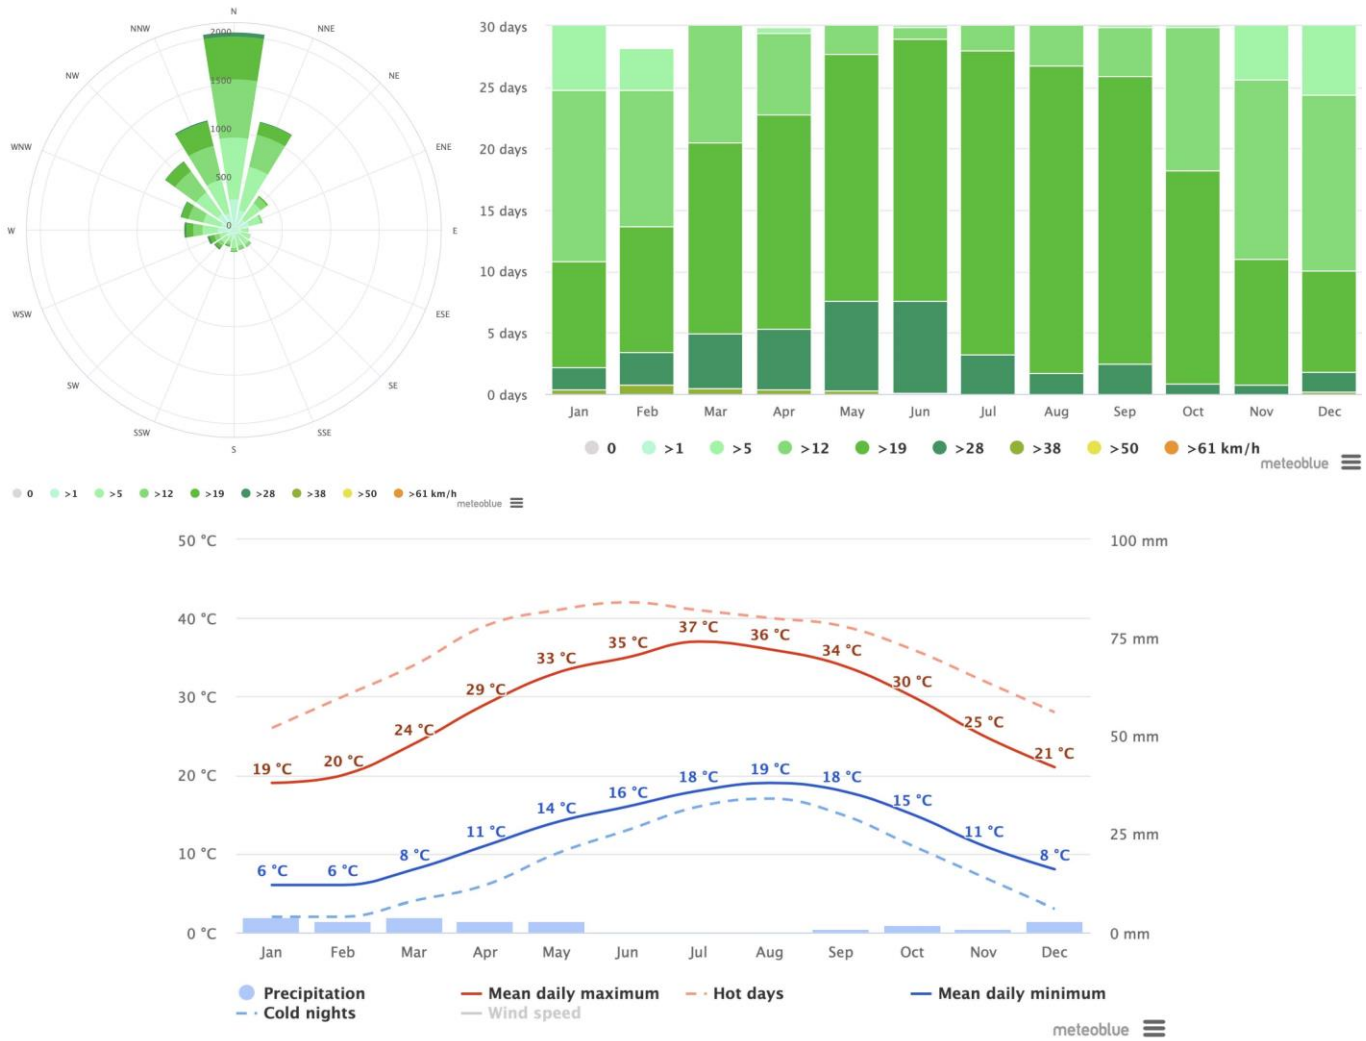 N
NNW
NNE
NW
NE
WNW
ENE
W
E
WSW
ESE
SW
SE
SSW
SSE
S
2000
1500
1000
500
0
0 >1 >5 >12 >19 >28 >38 >50 >61 km/h
meteoblue
30 days
25 days
20 days
15 days
10 days
5 days
0 days
Jan Feb Mar Apr May Jun Jul Aug Sep Oct Nov Dec
0 >1 >5 >12 >19 >28 >38 >50 >61 km/h
meteoblue
50 °C
40 °C
30 °C
20 °C
10 °C
0 °C
100 mm
75 mm
50 mm
25 mm
0 mm
19 °C 20 °C 24 °C 29 °C 33 °C 35 °C 37 °C 36 °C 34 °C 30 °C 25 °C 21 °C
6 °C 6 °C 8 °C 11 °C 14 °C 16 °C 18 °C 19 °C 18 °C 15 °C 11 °C 8 °C
Jan Feb Mar Apr May Jun Jul Aug Sep Oct Nov Dec
Precipitation Mean daily maximum Hot days Mean daily minimum
Cold nights Wind speed
meteoblue